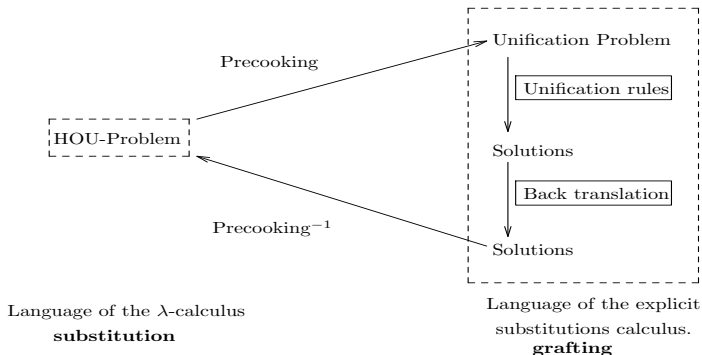 Unification Problem
Precooking
Unification rules
HOU-Problem
Solutions
Back translation
Precooking⁻¹
Solutions
Language of the λ-calculus
substitution
Language of the explicit
substitutions calculus.
grafting